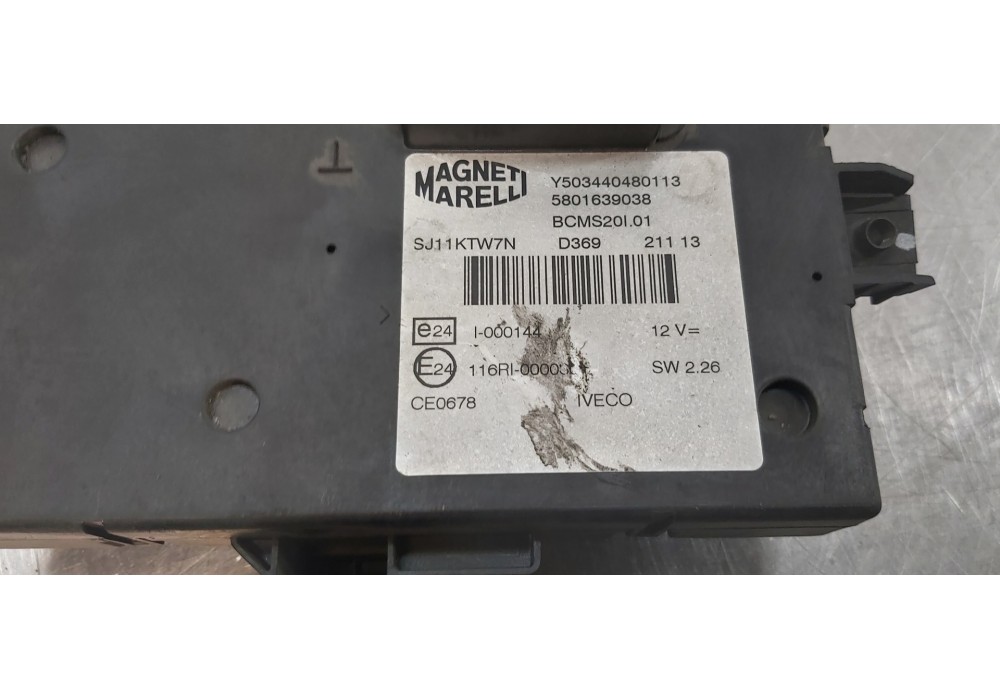 MAGNETI
MARELLI
Y503440480113
5801639038
BCMS20I.01
SJ11KTW7N D369 211 13
e24 I-000144 12 V=
E24 SW 2.26
CE0678 IVECO